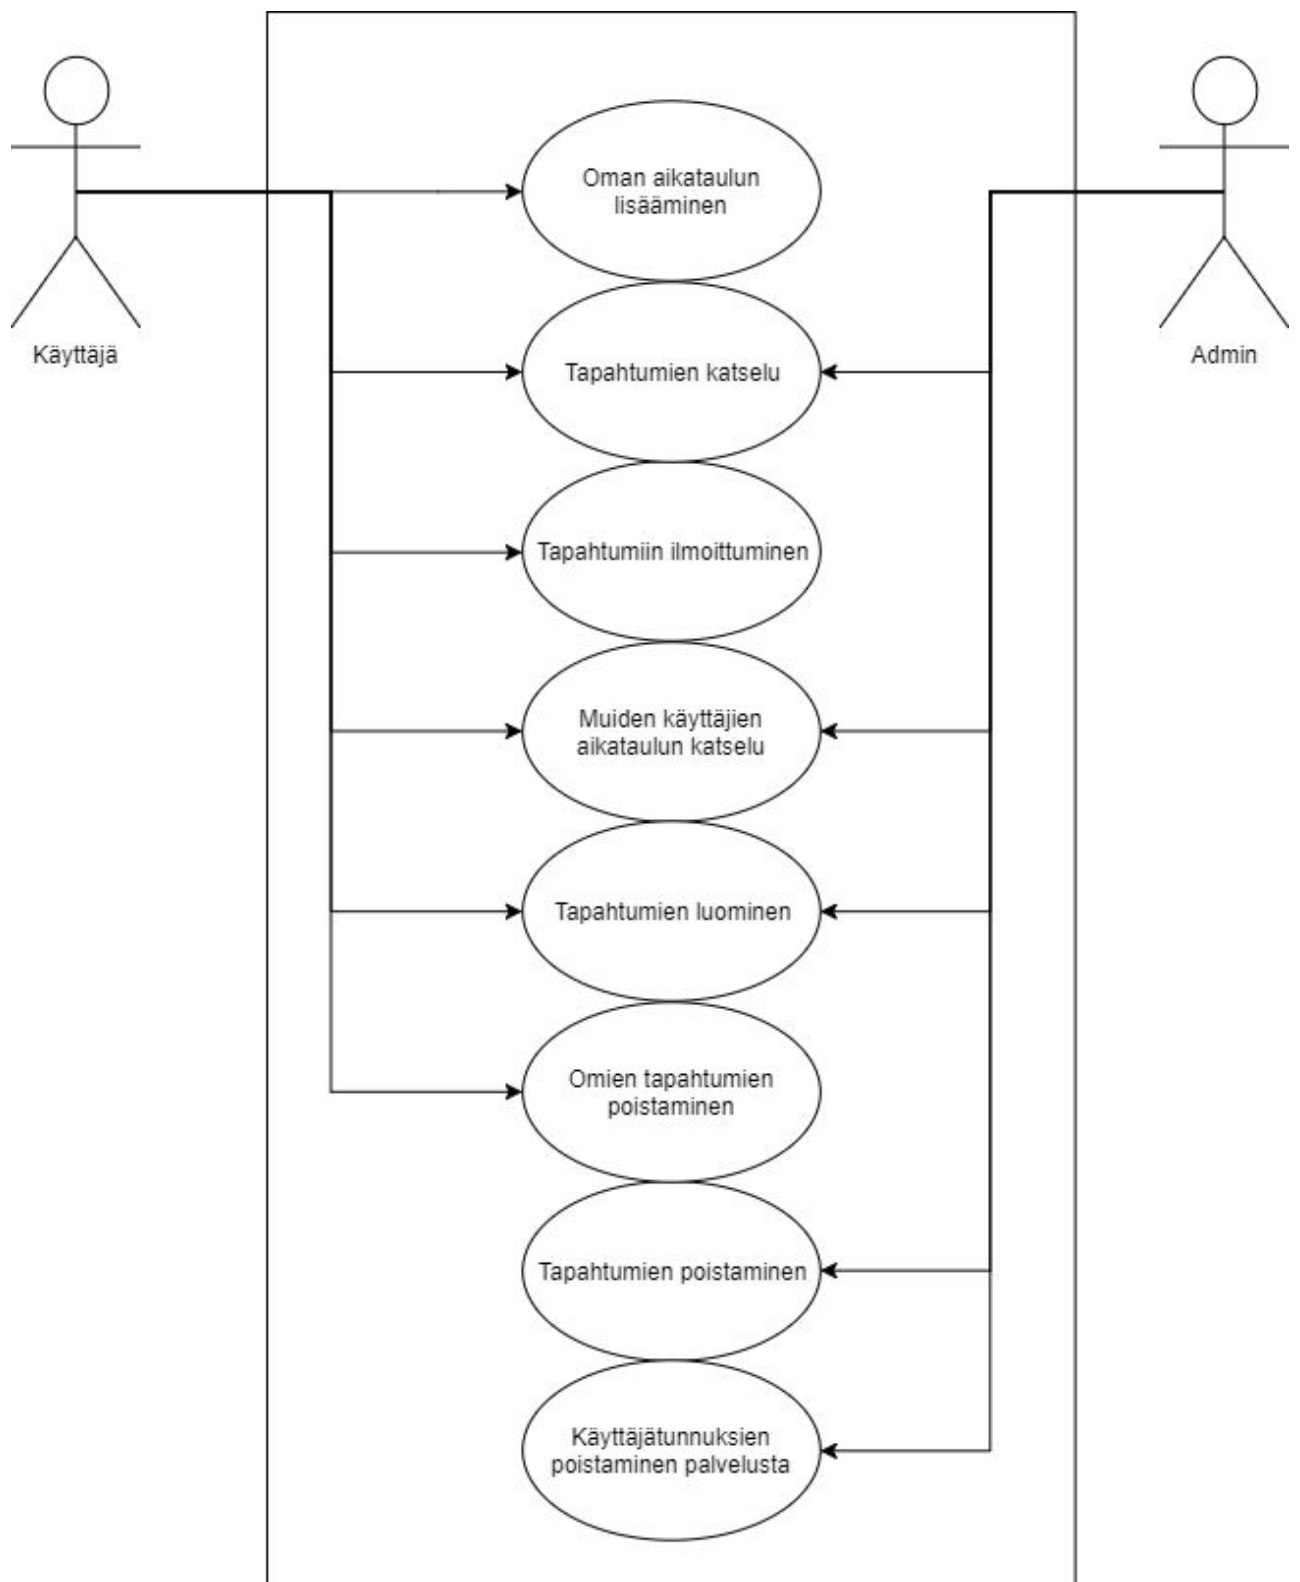 Käyttäjä
Admin
Oman aikataulun
lisääminen
Tapahtumien katselu
Tapahtumiin ilmoittuminen
Muiden käyttäjien
aikataulun katselu
Tapahtumien luominen
Omien tapahtumien
poistaminen
Tapahtumien poistaminen
Käyttäjätunnuksien
poistaminen palvelusta